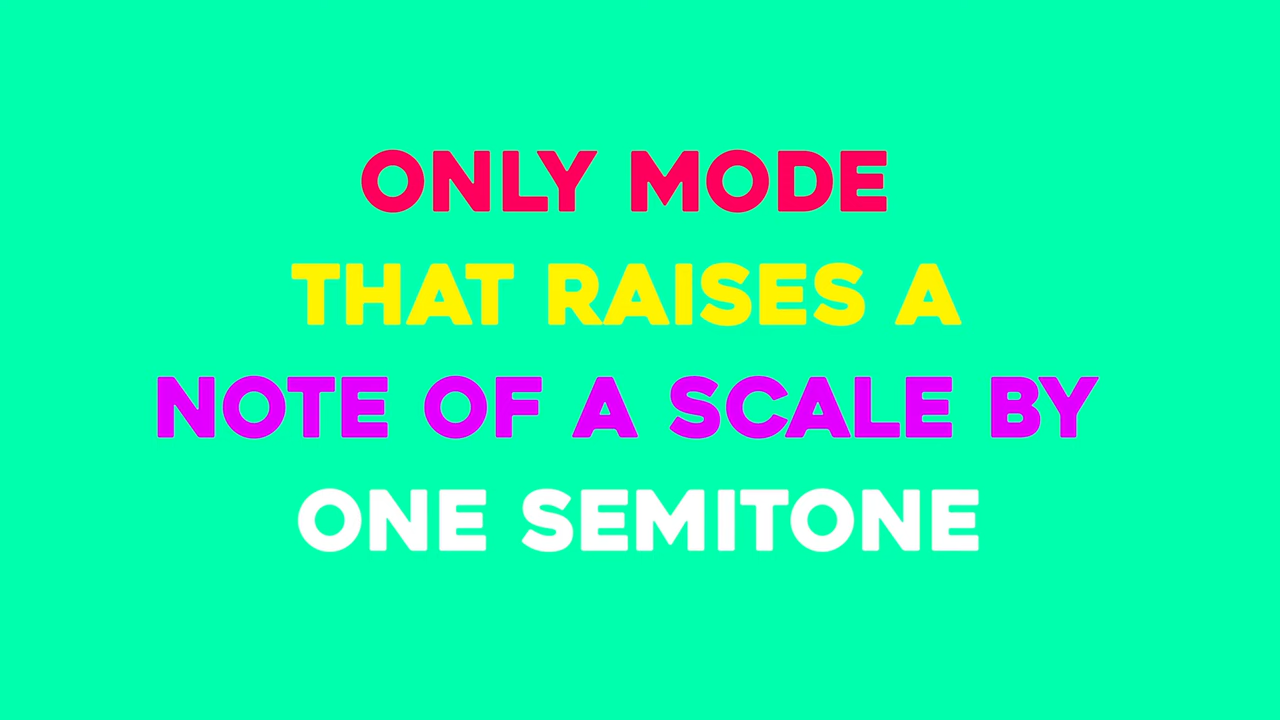 ONLY MODE
THAT RAISES A
NOTE OF A SCALE BY
ONE SEMITONE